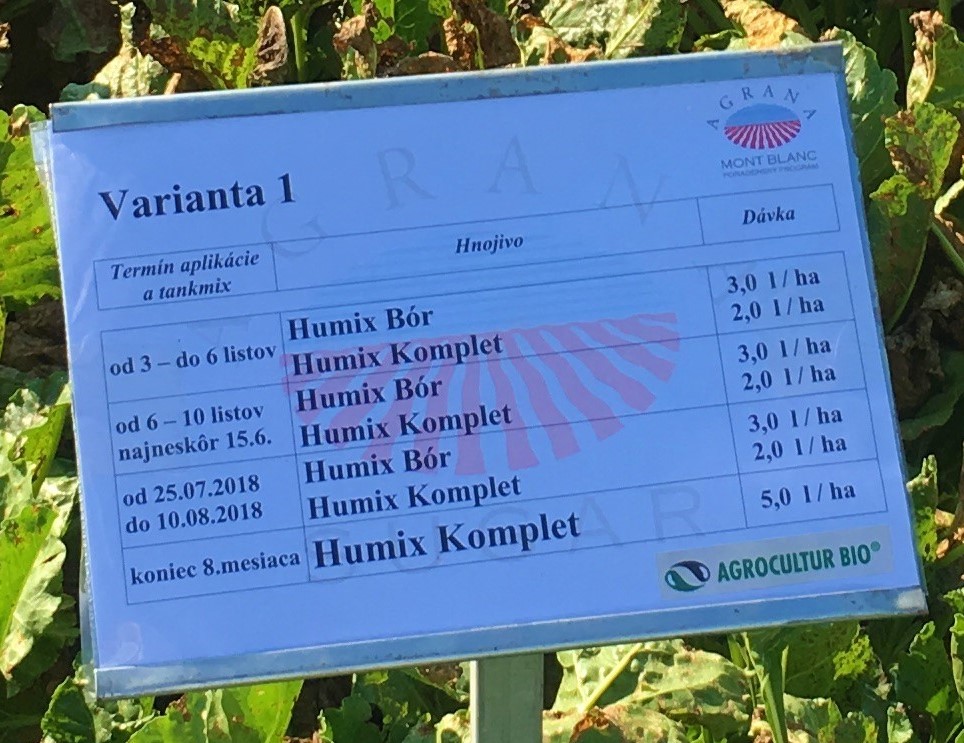 AGRANA
MONT BLANC
PORADENSKÝ PROGRAM
Varianta 1
Termín aplikácie
a tankmix
Hnojivo
Dávka
od 3 – do 6 listov
Humix Bór
3,0 l / ha
Humix Komplet
2,0 l / ha
od 6 – 10 listov
najneskôr 15.6.
Humix Bór
3,0 l / ha
Humix Komplet
2,0 l / ha
od 25.07.2018
do 10.08.2018
Humix Bór
3,0 l / ha
Humix Komplet
2,0 l / ha
koniec 8.mesiaca
Humix Komplet
5,0 l / ha
AGRAN
SUGAR
AGROCULTUR BIO®